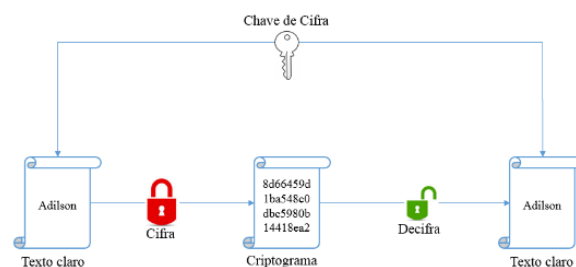 Chave de Cifra
Adilson
8d66459d
1ba548c0
dbc5980b
14418ea2
Adilson
Cifra
Decifra
Texto claro
Criptograma
Texto claro